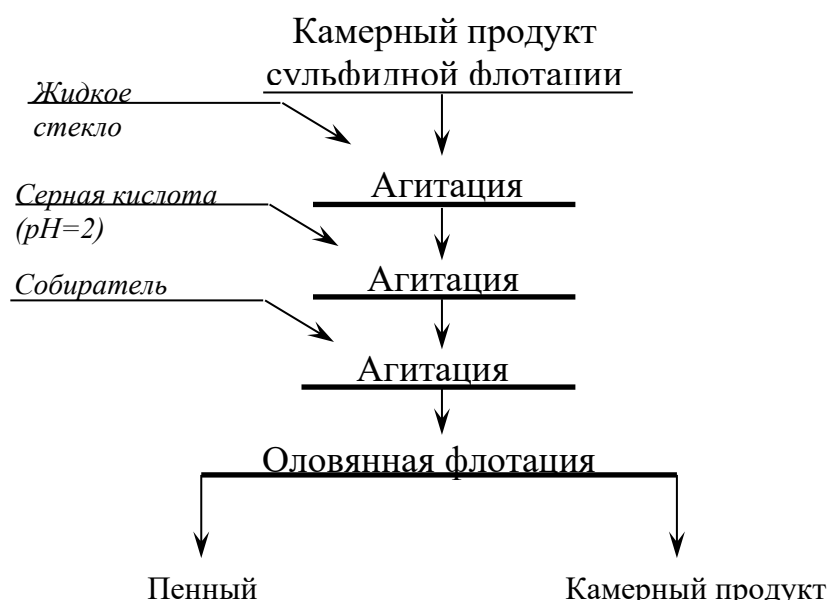 Камерный продукт
сульфидной флотации
Жидкое
стекло
Агитация
Серная кислота
(pH=2)
Агитация
Собиратель
Агитация
Оловянная флотация
Пенный
Камерный продукт